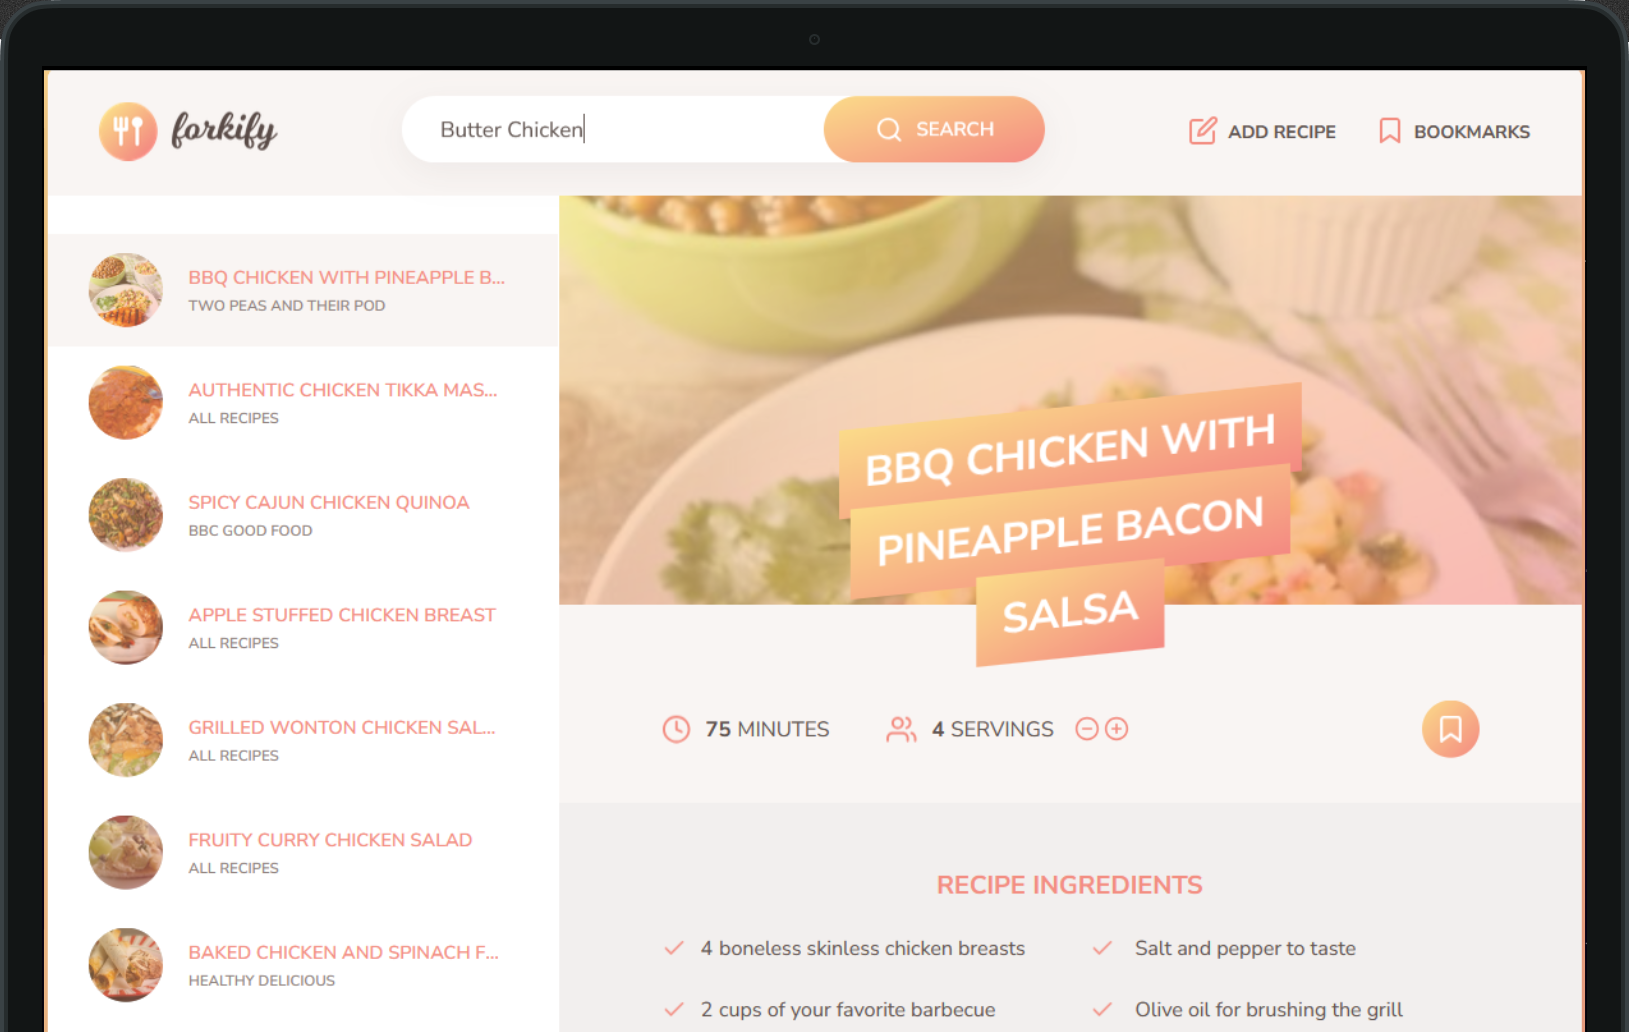 forkify
Butter Chicken
SEARCH
ADD RECIPE
BOOKMARKS
BBQ CHICKEN WITH PINEAPPLE B...
TWO PEAS AND THEIR POD
AUTHENTIC CHICKEN TIKKA MAS...
ALL RECIPES
SPICY CAJUN CHICKEN QUINOA
BBC GOOD FOOD
APPLE STUFFED CHICKEN BREAST
ALL RECIPES
GRILLED WONTON CHICKEN SAL...
ALL RECIPES
FRUITY CURRY CHICKEN SALAD
ALL RECIPES
BAKED CHICKEN AND SPINACH F...
HEALTHY DELICIOUS
BBQ CHICKEN WITH
PINEAPPLE BACON
SALSA
75 MINUTES
4 SERVINGS
RECIPE INGREDIENTS
4 boneless skinless chicken breasts
Salt and pepper to taste
2 cups of your favorite barbecue
Olive oil for brushing the grill